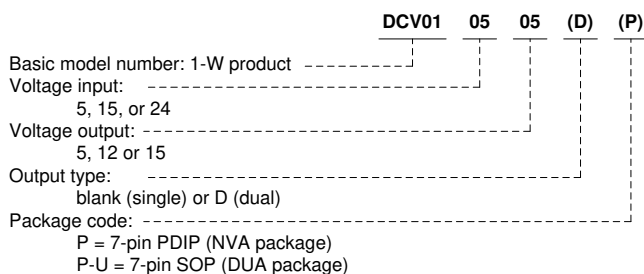 DCV01 05 05 (D) (P)
Basic model number: 1-W product
Voltage input:
5, 15, or 24
Voltage output:
5, 12 or 15
Output type:
blank (single) or D (dual)
Package code:
P = 7-pin PDIP (NVA package)
P-U = 7-pin SOP (DUA package)